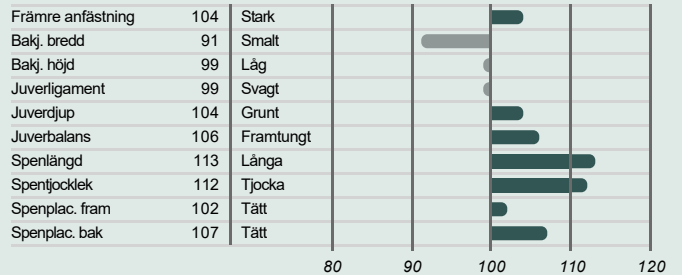 Främre anfästning 104 Stark
Bakj. bredd 91 Smalt
Bakj. höjd 99 Låg
Juverligament 99 Svagt
Juverdjup 104 Grunt
Juverbalans 106 Framtungt
Spenlängd 113 Långa
Spentjocklek 112 Tjocka
Spenplac. fram 102 Tätt
Spenplac. bak 107 Tätt
80 90 100 110 120